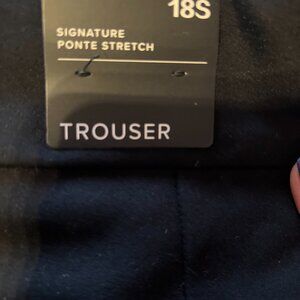 18S
SIGNATURE
PONTE STRETCH
TROUSER